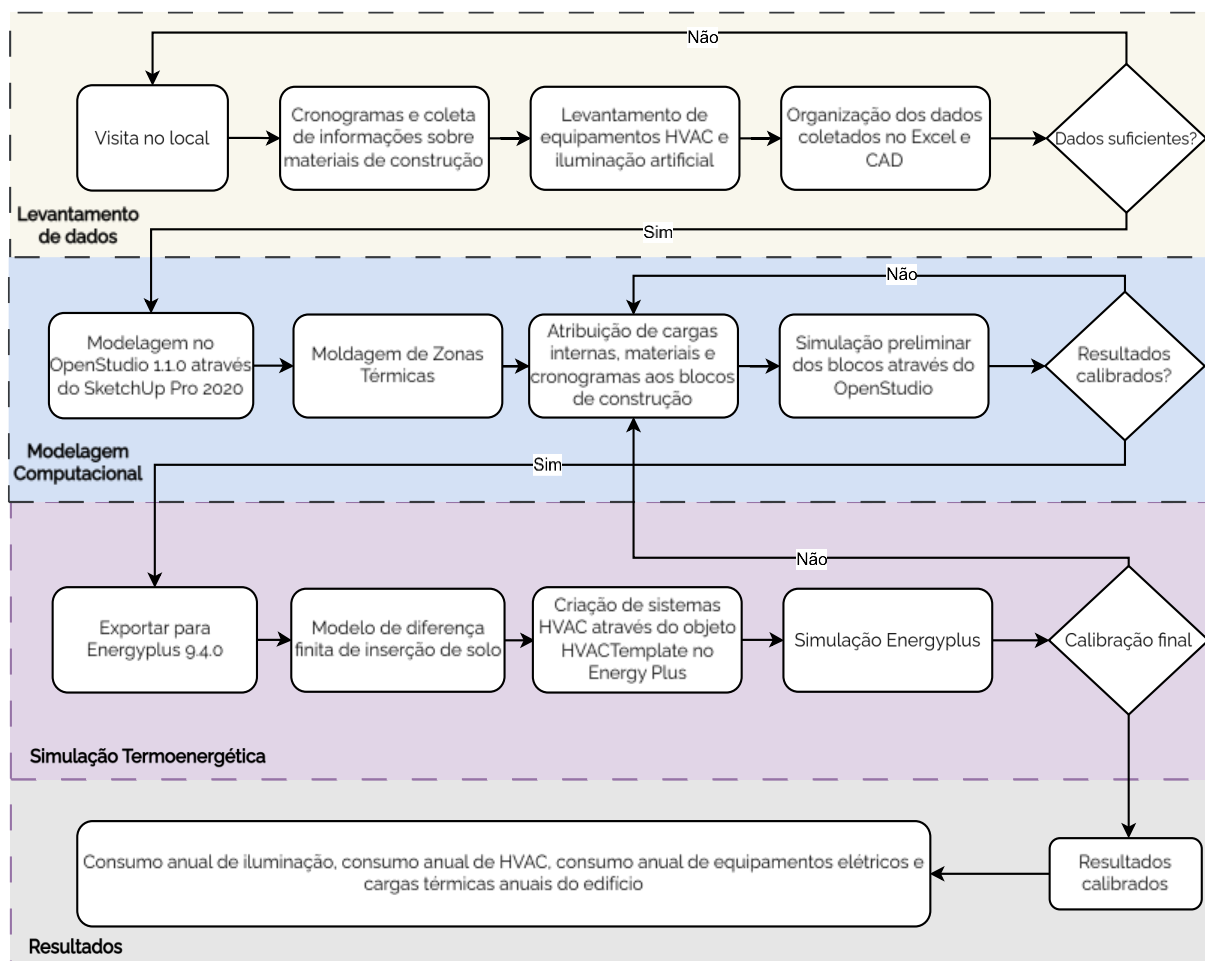 Não
Visita no local
Cronogramas e coleta
de informações sobre
materiais de construção
Levantamento de
equipamentos HVAC e
iluminação artificial
Organização dos dados
coletados no Excel e
CAD
Dados suficientes?
Levantamento
de dados
Sim
Não
Modelagem no
OpenStudio 1.1.0 através
do SketchUp Pro 2020
Moldagem de Zonas
Térmicas
Atribuição de cargas
internas, materiais e
cronogramas aos blocos
de construção
Simulação preliminar
dos blocos através do
OpenStudio
Resultados
calibrados?
Modelagem
Computacional
Sim
Não
Exportar para
Energyplus 9.4.0
Modelo de diferença
finita de inserção de solo
Criação de sistemas
HVAC através do objeto
HVACTemplate no
Energy Plus
Simulação Energyplus
Calibração final
Simulação Termoenergética
Consumo anual de iluminação, consumo anual de HVAC, consumo anual de equipamentos elétricos e
cargas térmicas anuais do edifício
Resultados
calibrados
Resultados